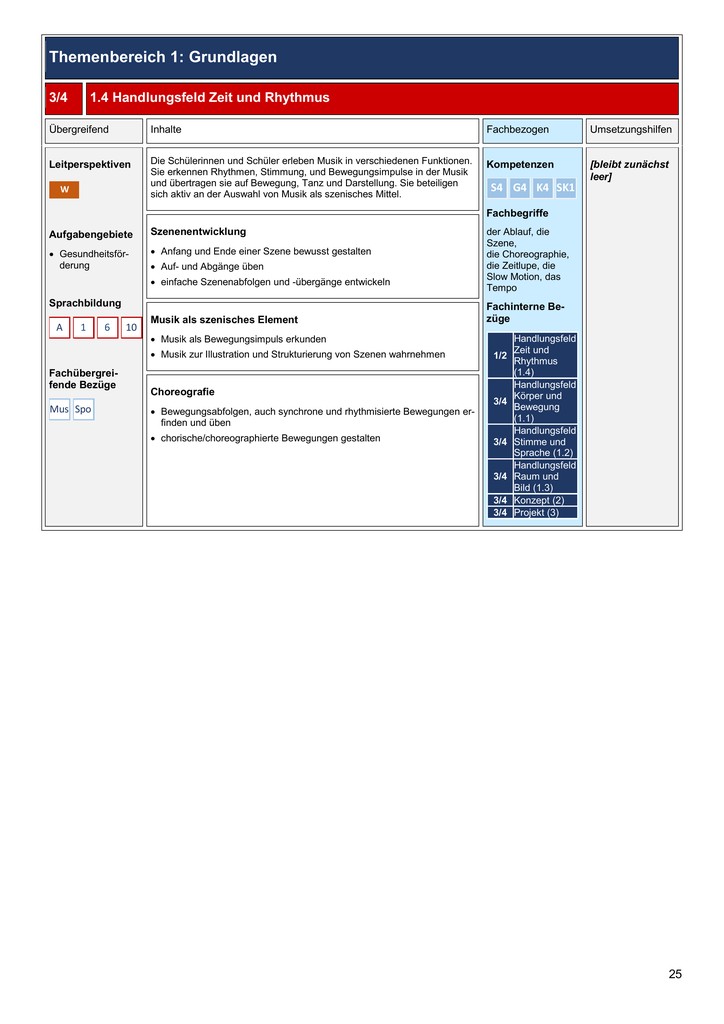 Themenbereich 1: Grundlagen
3/4 1.4 Handlungsfeld Zeit und Rhythmus
Übergreifend Inhalte Fachbezogen Umsetzungshilfen
Leitperspektiven
W
Aufgabengebiete
• Gesundheitsför-
derung
Sprachbildung
A 1 6 10
Fachübergrei-
fende Bezüge
Mus Spo
Die Schülerinnen und Schüler erleben Musik in verschiedenen Funktionen.
Sie erkennen Rhythmen, Stimmung, und Bewegungsimpulse in der Musik
und übertragen sie auf Bewegung, Tanz und Darstellung. Sie beteiligen
sich aktiv an der Auswahl von Musik als szenisches Mittel.
Szenenentwicklung
• Anfang und Ende einer Szene bewusst gestalten
• Auf- und Abgänge üben
• einfache Szenenabfolgen und -übergänge entwickeln
Musik als szenisches Element
• Musik als Bewegungsimpuls erkunden
• Musik zur Illustration und Strukturierung von Szenen wahrnehmen
Choreografie
• Bewegungsabfolgen, auch synchrone und rhythmisierte Bewegungen er-
finden und üben
• chorische/choreographierte Bewegungen gestalten
Kompetenzen
S4 G4 K4 SK1
Fachbegriffe
der Ablauf, die
Szene,
die Choreographie,
die Zeitlupe, die
Slow Motion, das
Tempo
Fachinterne Be-
züge
Handlungsfeld
Zeit und
1/2 Rhythmus
(1.4)
Handlungsfeld
Körper und
3/4 Bewegung
(1.1)
Handlungsfeld
3/4 Stimme und
Sprache (1.2)
Handlungsfeld
3/4 Raum und
Bild (1.3)
3/4 Konzept (2)
3/4 Projekt (3)
[bleibt zunächst
leer]
25